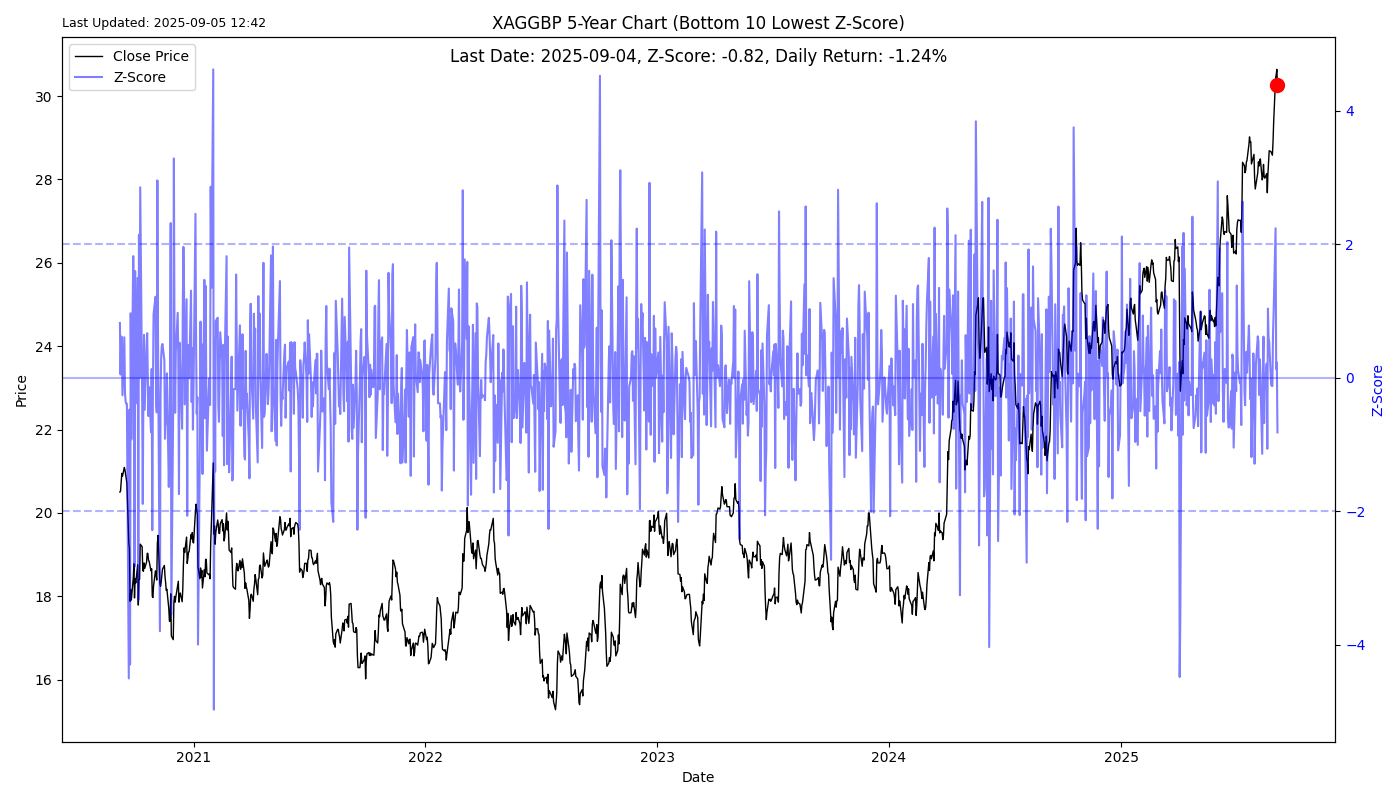 Last Updated: 2025-09-05 12:42
XAGGBP 5-Year Chart (Bottom 10 Lowest Z-Score)
Last Date: 2025-09-04, Z-Score: -0.82, Daily Return: -1.24%
Close Price
Z-Score
30
28
26
24
22
20
18
16
Price
4
2
0
−2
−4
Z-Score
2021
2022
2023
2024
2025
Date